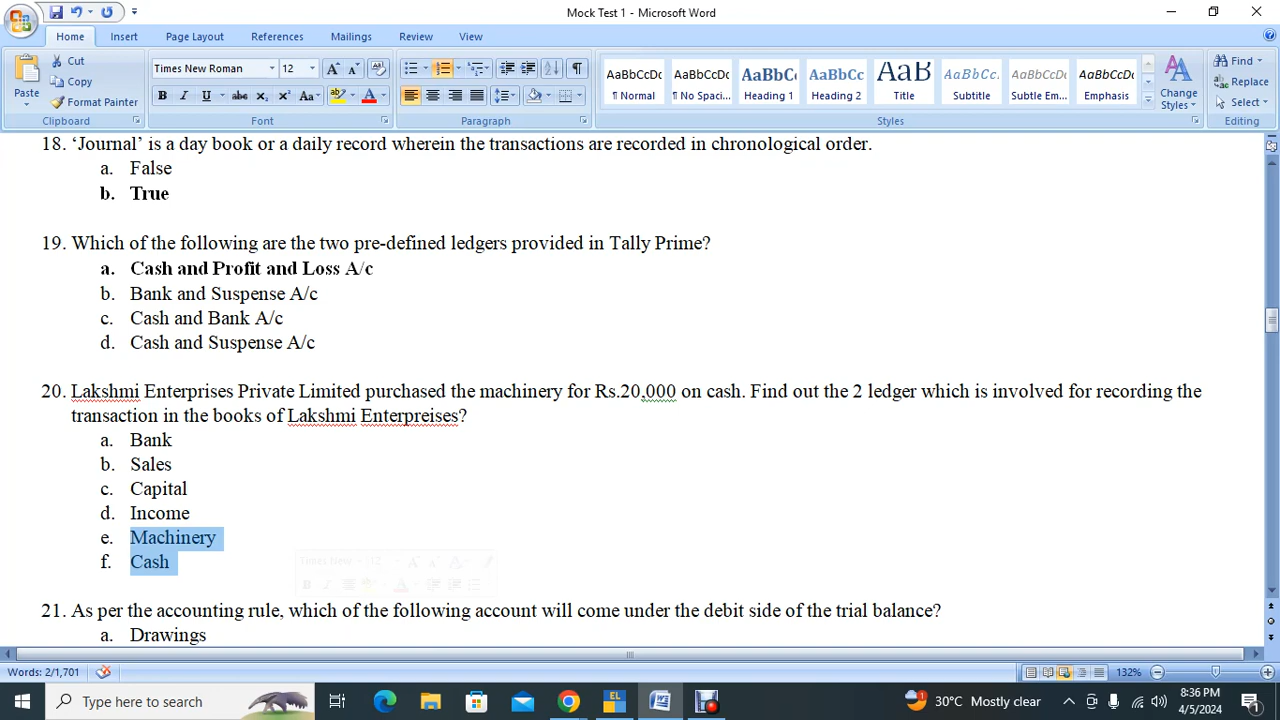 Mock Test 1 - Microsoft Word
Home Insert Page Layout References Mailings Review View
Paste
Cut
Copy
Format Painter
Clipboard
Times New Roman 12
B I U abc x₂ x² Aa
Font
Paragraph
AaBbCcDc AaBbCcDc AaBbC AaBbCc AaB AaBbCc. AaBbCcDc AaBbCcDc
¶ Normal ¶ No Spaci... Heading 1 Heading 2 Title Subtitle Subtle Em... Emphasis
Change Styles
Styles
Find
Replace
Select
Editing
18. ‘Journal’ is a day book or a daily record wherein the transactions are recorded in chronological order.
a. False
b. True
19. Which of the following are the two pre-defined ledgers provided in Tally Prime?
a. Cash and Profit and Loss A/c
b. Bank and Suspense A/c
c. Cash and Bank A/c
d. Cash and Suspense A/c
20. Lakshmi Enterprises Private Limited purchased the machinery for Rs.20,000 on cash. Find out the 2 ledger which is involved for recording the
transaction in the books of Lakshmi Enterpreises?
a. Bank
b. Sales
c. Capital
d. Income
e. Machinery
f. Cash
21. As per the accounting rule, which of the following account will come under the debit side of the trial balance?
a. Drawings
Words: 2/1,701
132%
Type here to search
EL
30°C Mostly clear
8:36 PM
4/5/2024
1